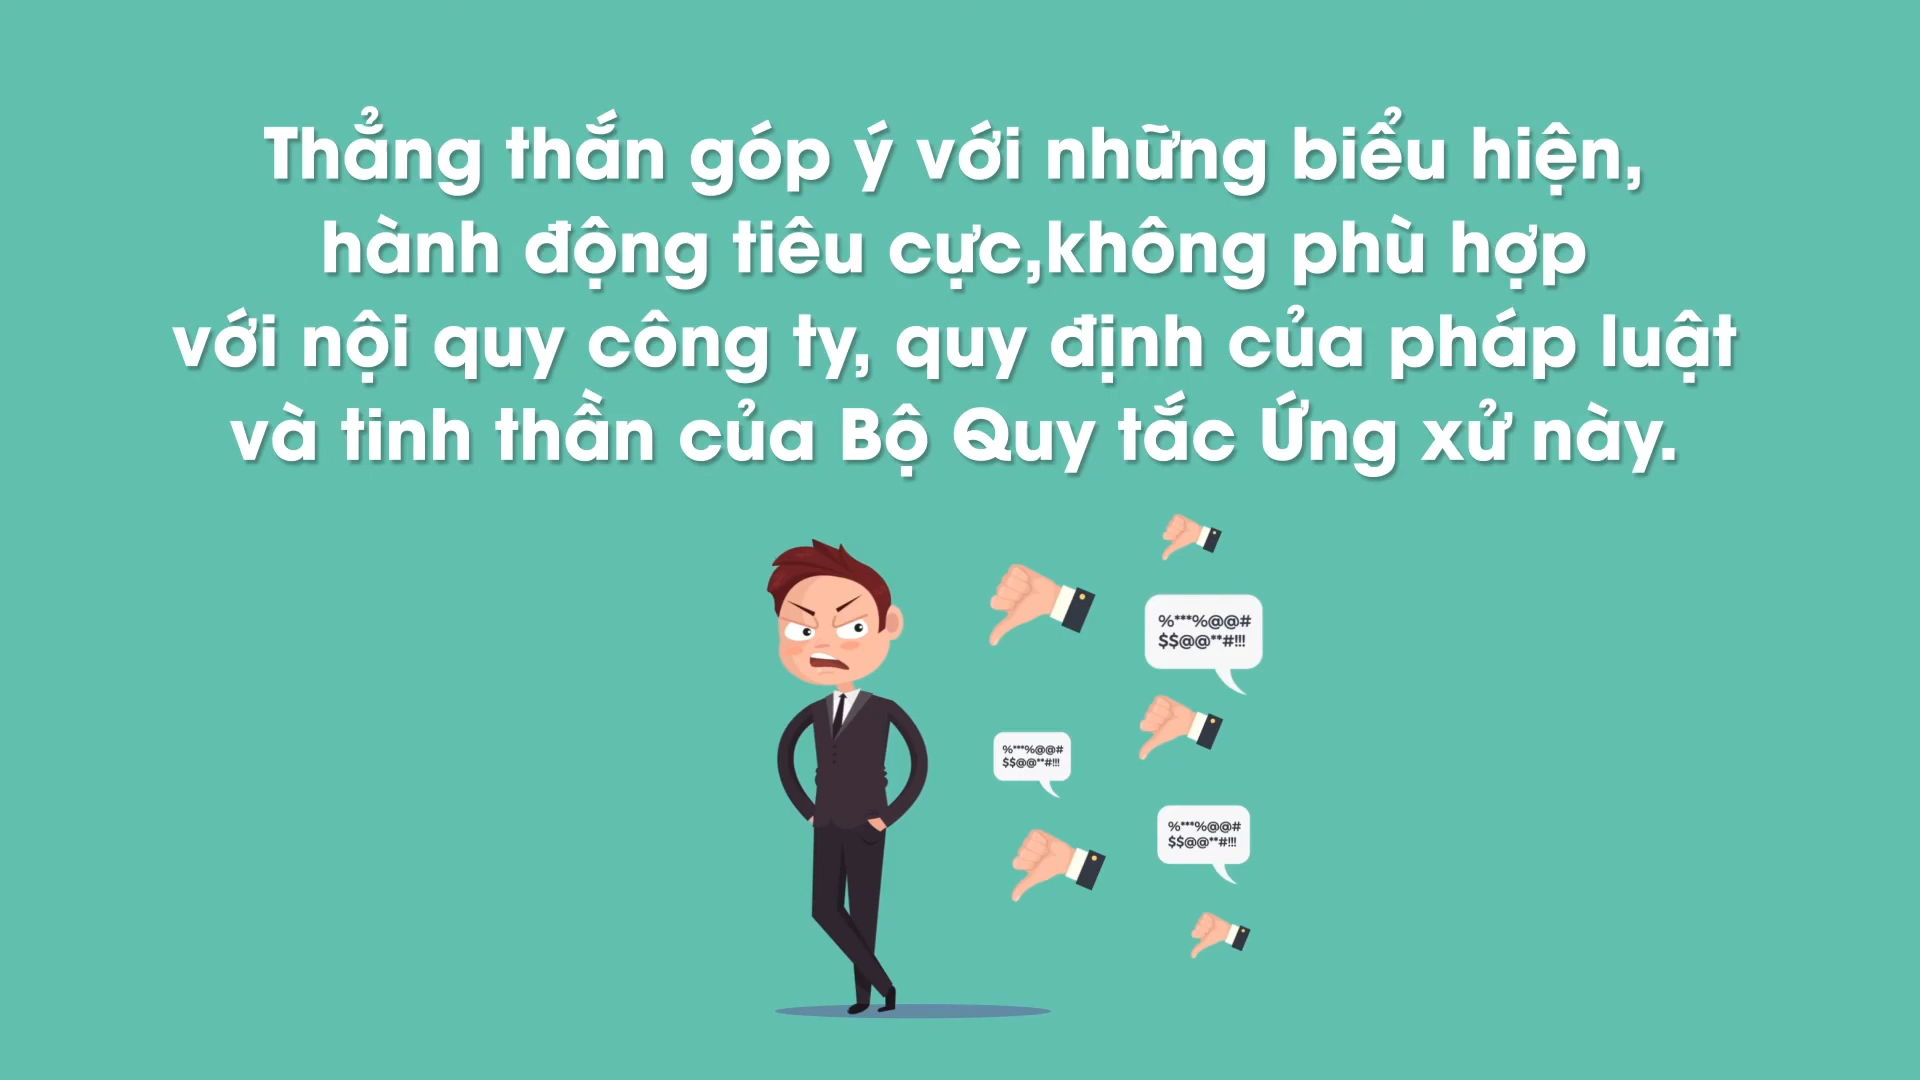 Thẳng thắn góp ý với những biểu hiện,
hành động tiêu cực,không phù hợp
với nội quy công ty, quy định của pháp luật
và tinh thần của Bộ Quy tắc Ứng xử này.
%***%@@#
$$@@**#!!!
%***%@@#
$$@@**#!!!
%***%@@#
$$@@**#!!!